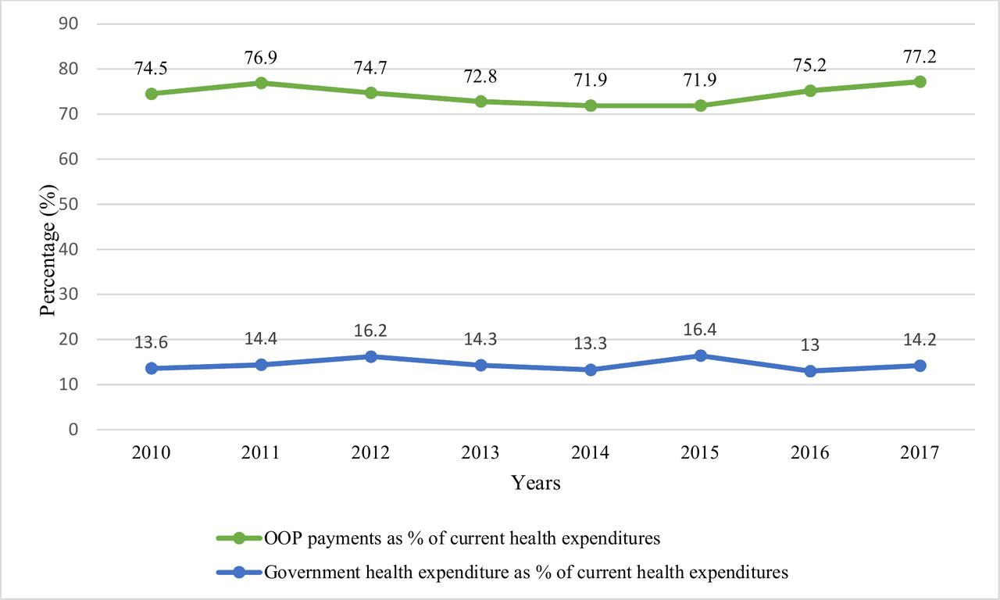 90
80
70
60
50
40
30
20
10
0
Percentage (%)
74.5 76.9 74.7 72.8 71.9 71.9 75.2 77.2
13.6 14.4 16.2 14.3 13.3 16.4 13 14.2
2010 2011 2012 2013 2014 2015 2016 2017
Years
OOP payments as % of current health expenditures
Government health expenditure as % of current health expenditures